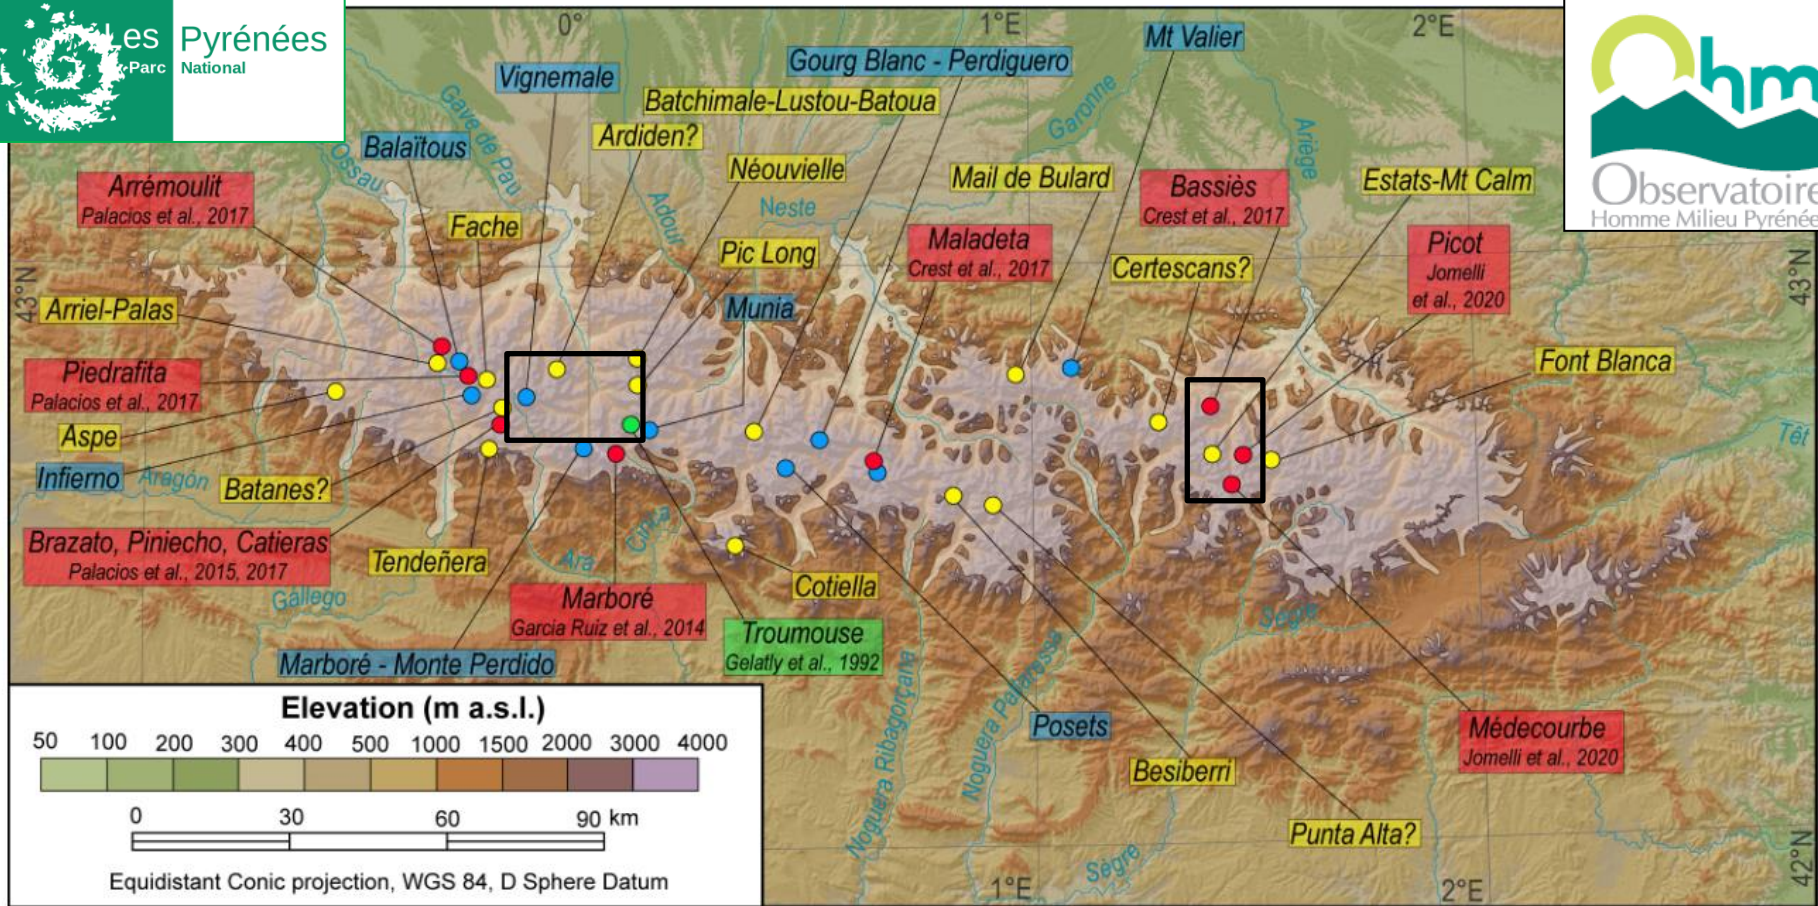 es Pyrénées
Parc National
0°
1°E
2°E
Mt Valier
Gourg Blanc - Perdiguero
Vignemale
Batchimale-Lustou-Batoua
Ardiden?
Balaïtous
Gave de Pau
Ossau
Garonne
Ariège
Néouvielle
Mail de Bulard
Bassiès
Crest et al., 2017
Estats-Mt Calm
Ohm
Observatoire
Homme Milieu Pyrénée
Arrémoulit
Palacios et al., 2017
Fache
Adour
Neste
Pic Long
Maladeta
Crest et al., 2017
Certescans?
Picot
Jomelli
et al., 2020
43°N
43°N
Arriel-Palas
Munia
Font Blanca
Piedrafita
Palacios et al., 2017
Aspe
Infierno
Aragón
Batanes?
Têt
Brazato, Piniecho, Catieras
Palacios et al., 2015, 2017
Tendeñera
Ara
Cinca
Cotiella
Gállego
Marboré
Garcia Ruiz et al., 2014
Troumouse
Gelatly et al., 1992
Segre
Marboré - Monte Perdido
Noguera Ribagorçana
Noguera Pallaressa
Posets
Médecourbe
Jomelli et al., 2020
Besiberri
Punta Alta?
Ségre
1°E
2°E
42°N
Elevation (m a.s.l.)
50 100 200 300 400 500 1000 1500 2000 3000 4000
0 30 60 90 km
Equidistant Conic projection, WGS 84, D Sphere Datum